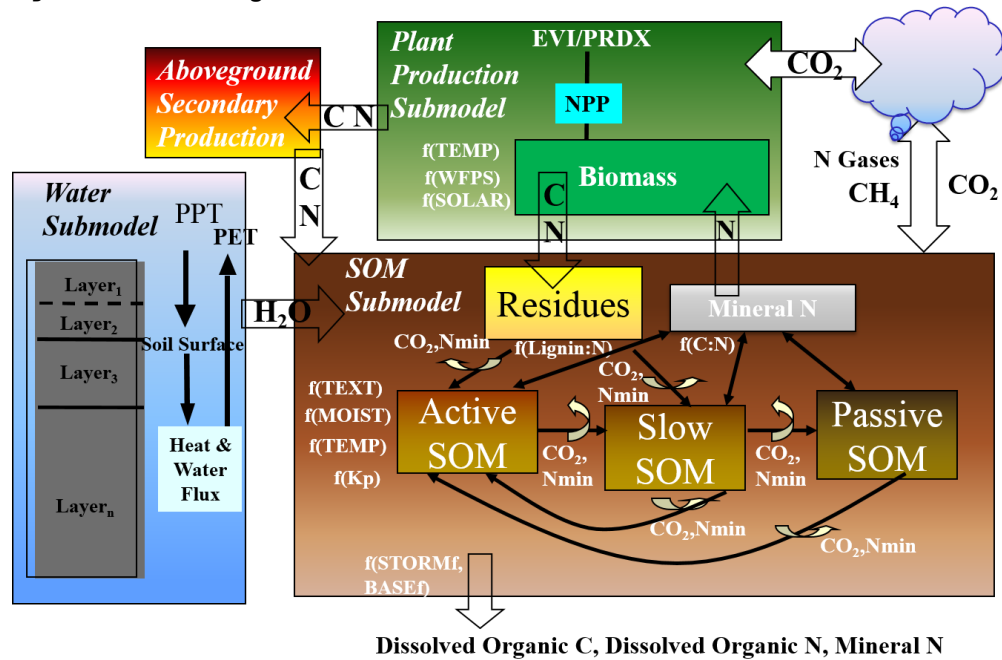 Plant
Production
Submodel
EVI/PRDX
NPP
f(TEMP)
f(WFPS)
f(SOLAR)
Biomass
CO2
Aboveground
Secondary
Production
C N
C
N
C
N
N
N Gases
CH4
CO2
Water
Submodel
PPT
PET
Layer1
Layer2
Layer3
Layern
Soil Surface
Heat &
Water
Flux
H2O
SOM
Submodel
Residues
Mineral N
f(Lignin:N)
f(C:N)
CO2,Nmin
CO2,
Nmin
f(TEXT)
f(MOIST)
f(TEMP)
f(Kp)
Active
SOM
CO2,
Nmin
Slow
SOM
CO2,
Nmin
Passive
SOM
CO2,Nmin
CO2,Nmin
f(STORMf,
BASEf)
Dissolved Organic C, Dissolved Organic N, Mineral N